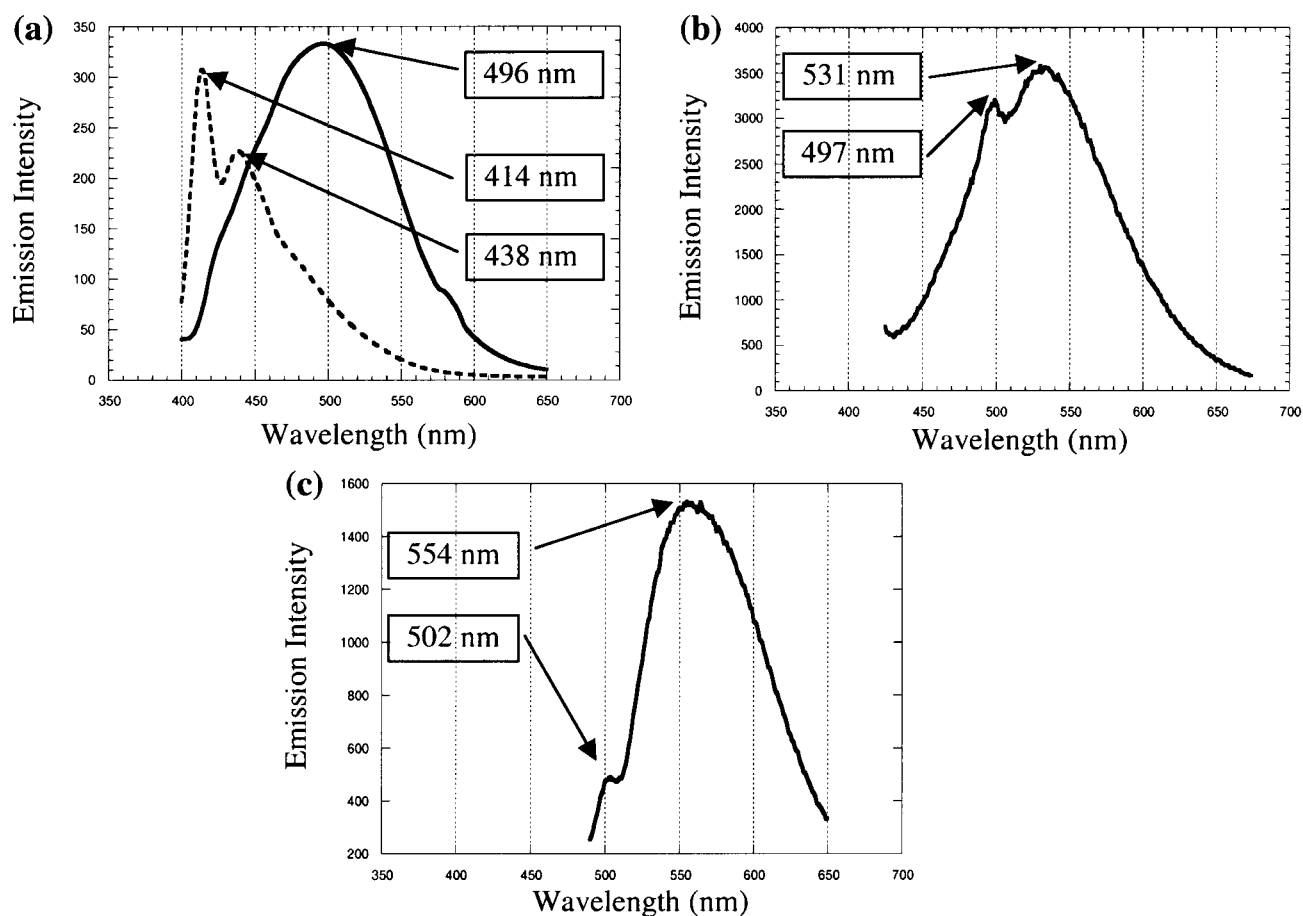 (a)
Emission Intensity
350
300
250
200
150
100
50
0
350 400 450 500 550 600 650 700
Wavelength (nm)
496 nm
414 nm
438 nm
(b)
Emission Intensity
4000
3500
3000
2500
2000
1500
1000
500
0
350 400 450 500 550 600 650 700
Wavelength (nm)
531 nm
497 nm
(c)
Emission Intensity
1600
1400
1200
1000
800
600
400
200
350 400 450 500 550 600 650 700
Wavelength (nm)
554 nm
502 nm